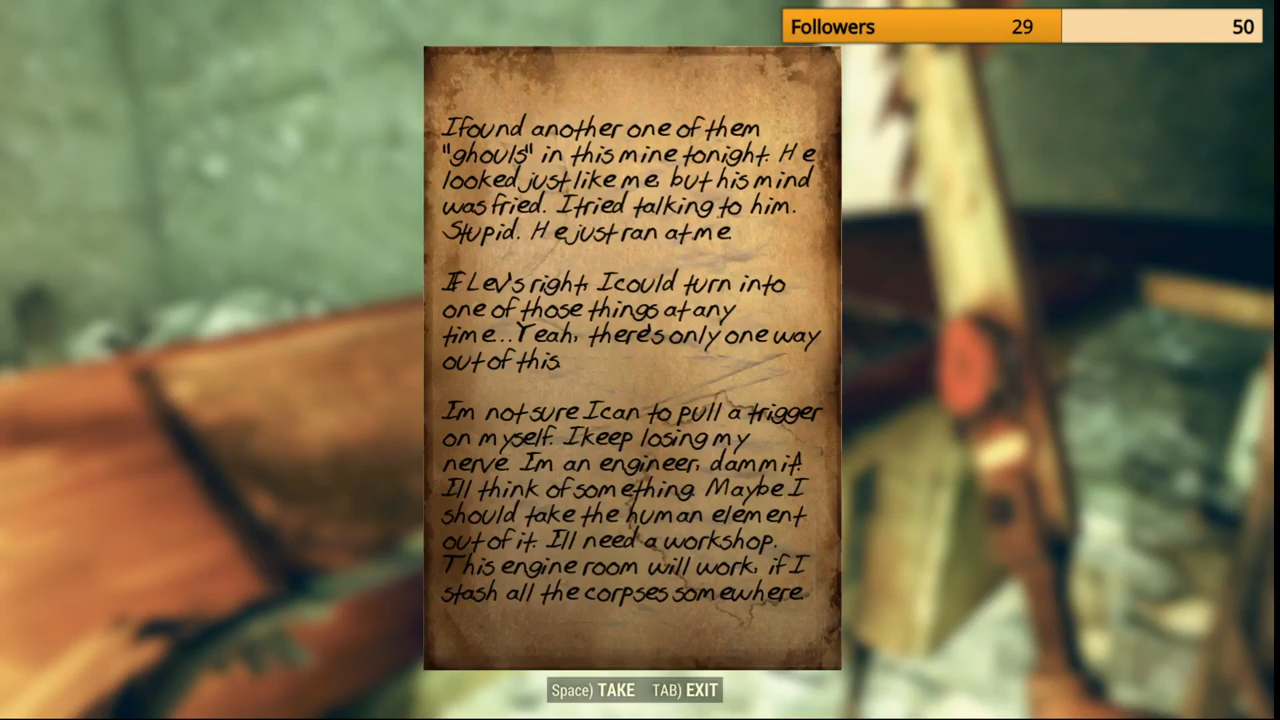 Followers 29 50
I found another one of them
"ghouls" in this mine tonight. He
looked just like me, but his mind
was fried. I tried talking to him.
Stupid. He just ran at me.
If Lev's right, I could turn into
one of those things at any
time...Yeah, there's only one way
out of this.
I'm not sure I can to pull a trigger
on myself. I keep losing my
nerve. I'm an engineer, dammit.
I'll think of something. Maybe I
should take the human element
out of it. I'll need a workshop.
This engine room will work, if I
stash all the corpses somewhere.
Space) TAKE TAB) EXIT